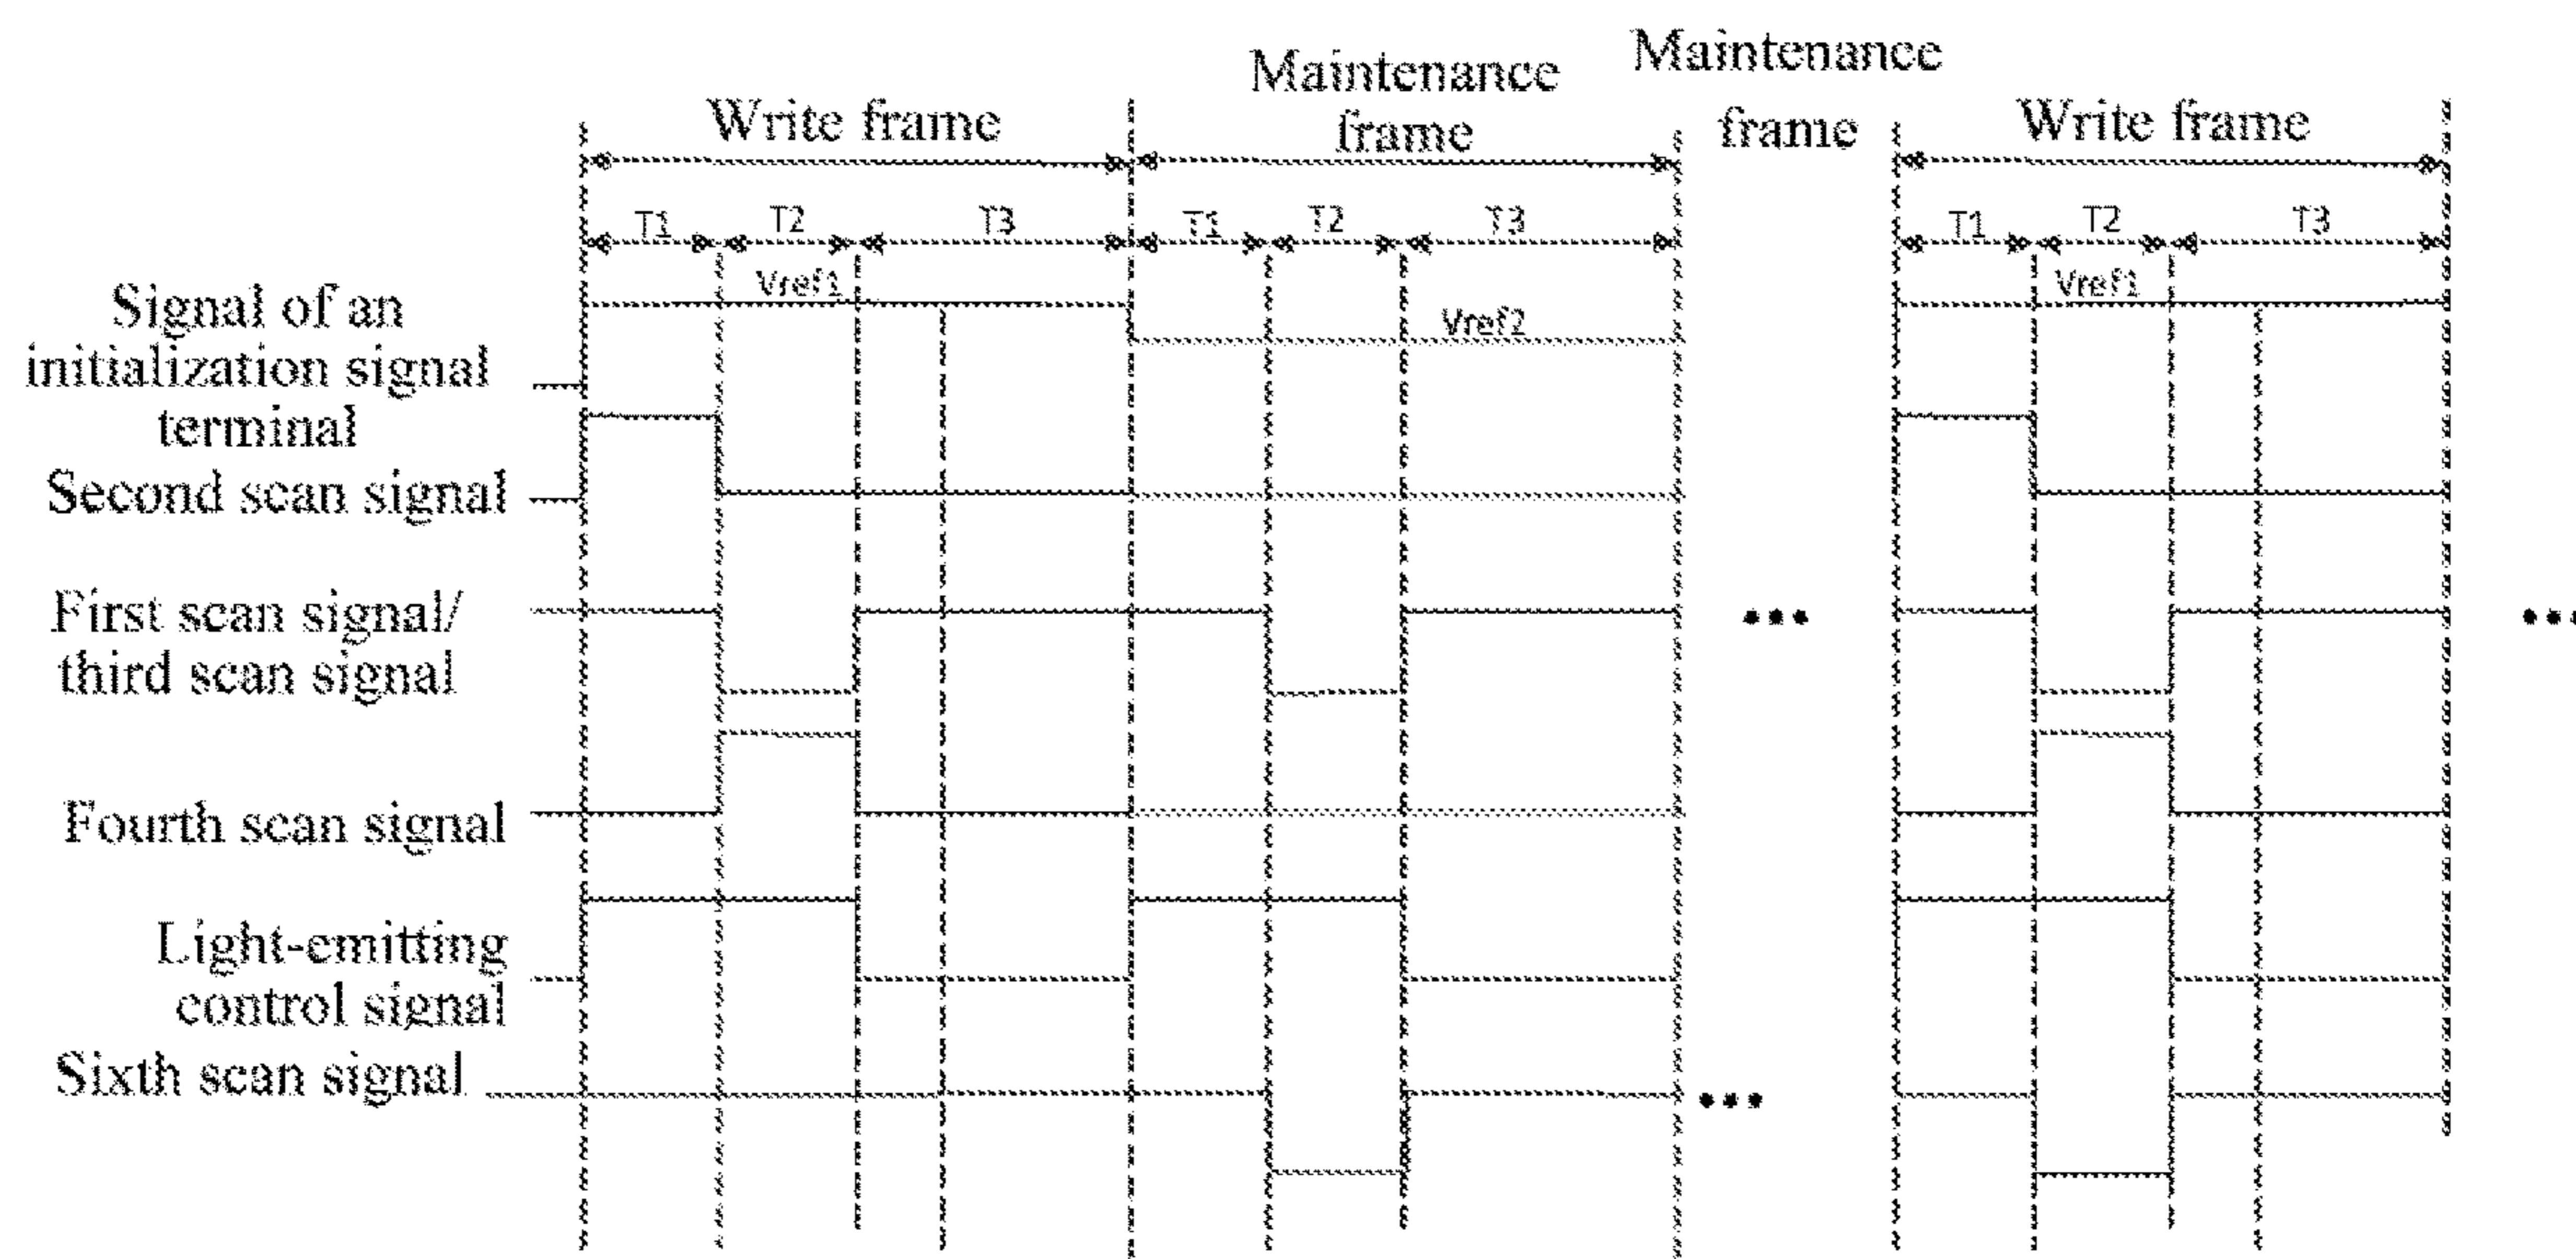 Write frame
Maintenance
frame
Maintenance
frame
Write frame
T1 T2 T3 T1 T2 T3 T1 T2 T3
Vref1
Vref2
Vref1
Signal of an
initialization signal
terminal
Second scan signal
First scan signal/
third scan signal
Fourth scan signal
Light-emitting
control signal
Sixth scan signal